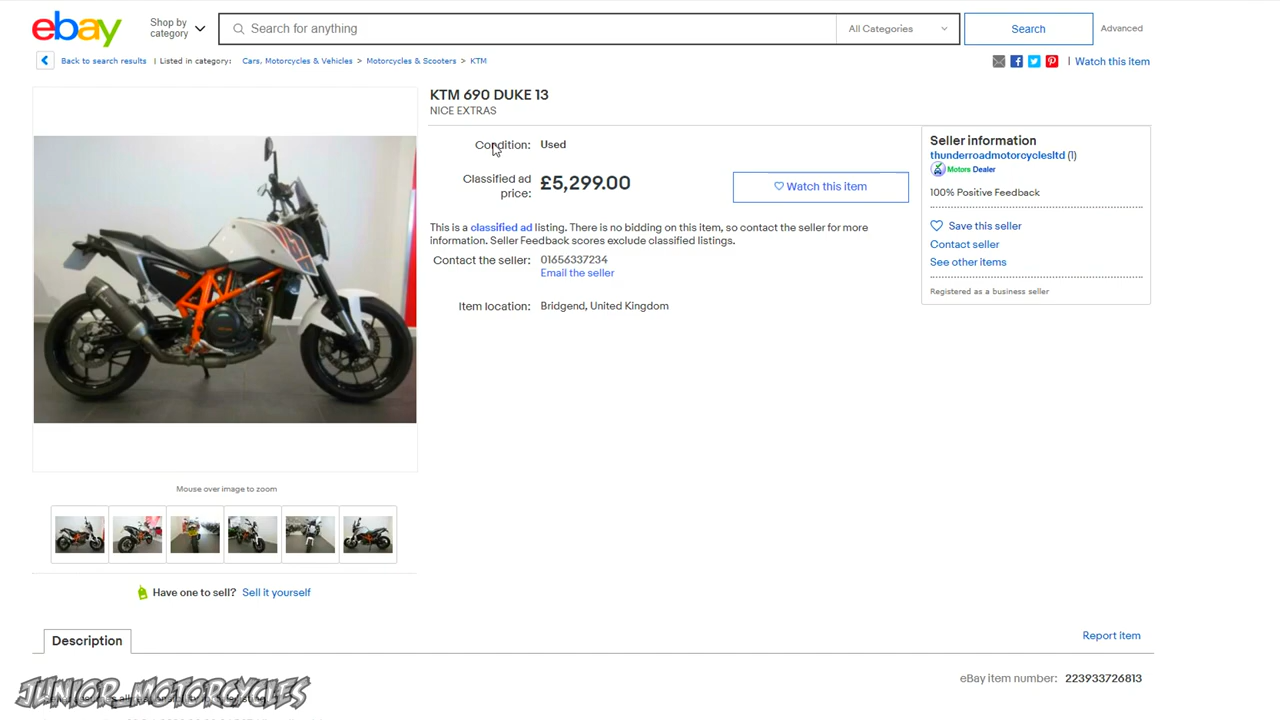 ebay
Shop by
category
Search for anything
All Categories
Search
Advanced
Back to search results | Listed in category: Cars, Motorcycles & Vehicles > Motorcycles & Scooters > KTM
| Watch this item
KTM 690 DUKE 13
NICE EXTRAS
Condition: Used
Classified ad
price: £5,299.00
Watch this item
This is a classified ad listing. There is no bidding on this item, so contact the seller for more
information. Seller Feedback scores exclude classified listings.
Contact the seller: 01656337234
Email the seller
Item location: Bridgend, United Kingdom
Seller information
thunderroadmotorcyclesltd (1)
Motors Dealer
100% Positive Feedback
Save this seller
Contact seller
See other items
Registered as a business seller
Mouse over image to zoom
Have one to sell? Sell it yourself
Description
Report item
eBay item number: 223933726813
JUNIOR_MOTORCYCLES